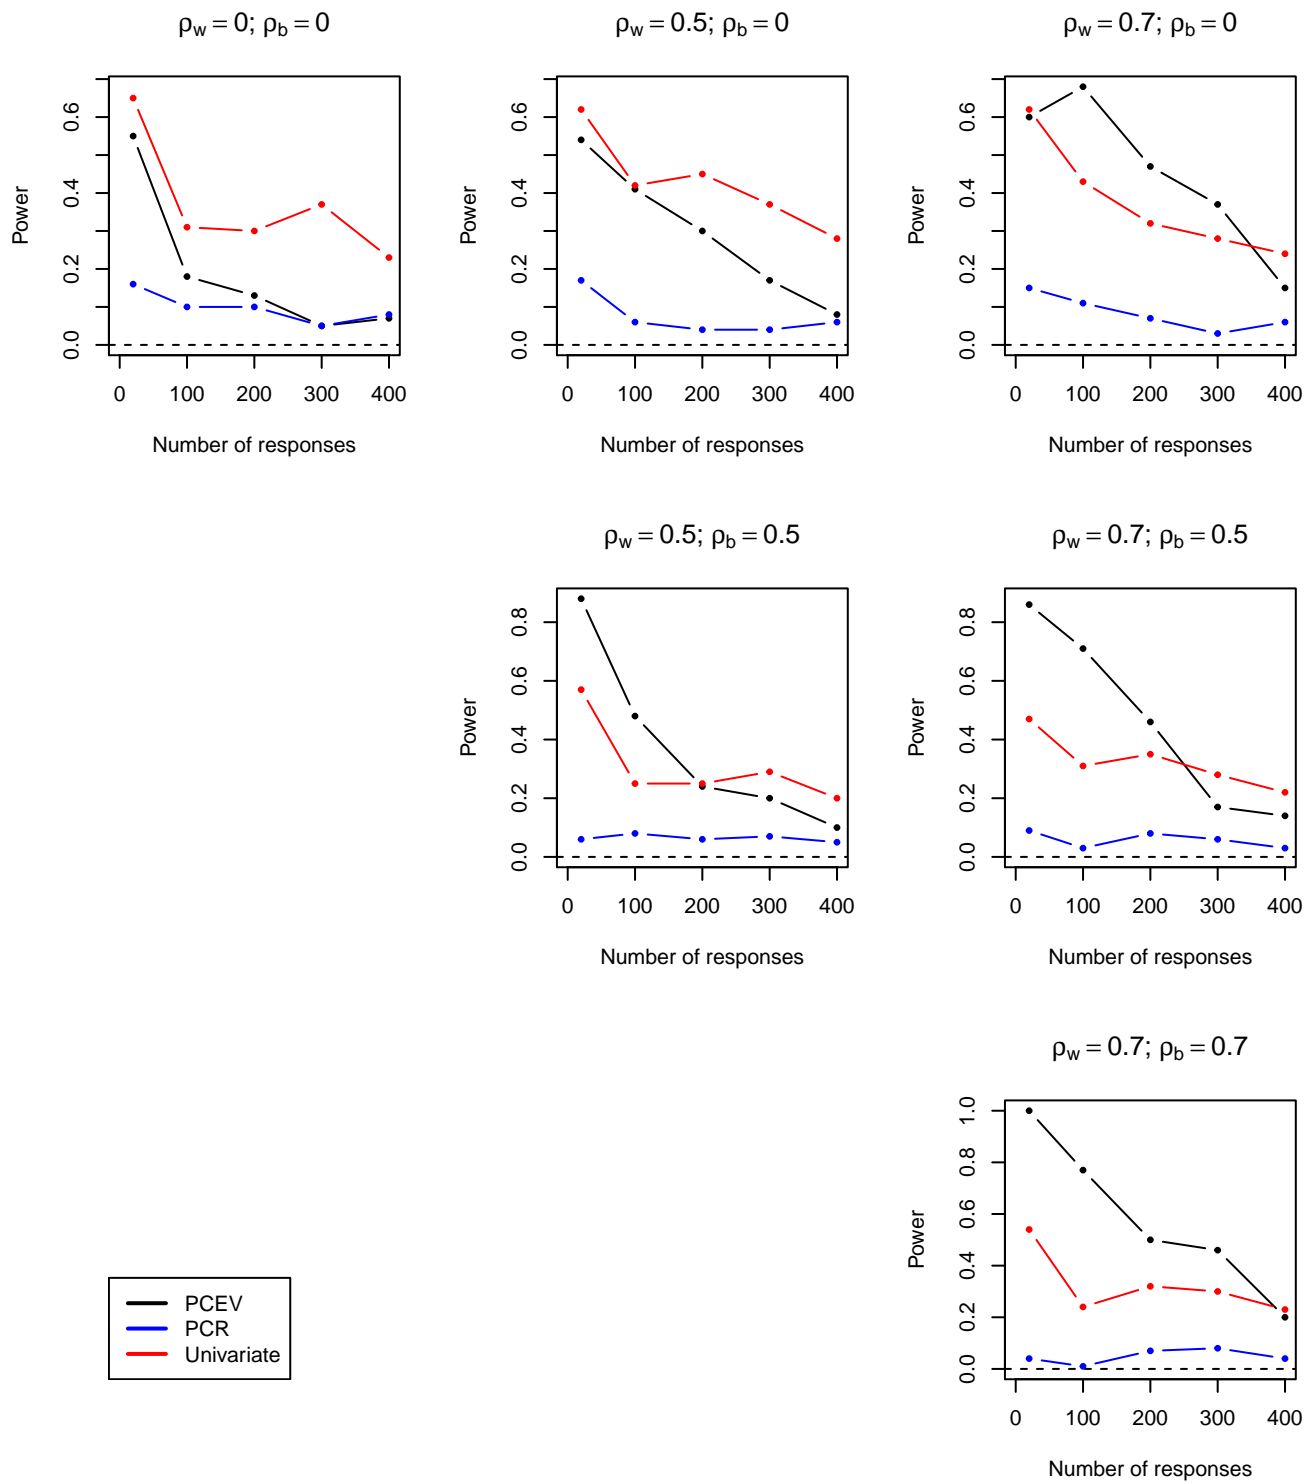 ρw = 0; ρb = 0
ρw = 0.5; ρb = 0
ρw = 0.7; ρb = 0
Power
0.0 0.2 0.4 0.6
0 100 200 300 400
Number of responses
Power
0.0 0.2 0.4 0.6
0 100 200 300 400
Number of responses
Power
0.0 0.2 0.4 0.6
0 100 200 300 400
Number of responses
ρw = 0.5; ρb = 0.5
ρw = 0.7; ρb = 0.5
Power
0.0 0.2 0.4 0.6 0.8
0 100 200 300 400
Number of responses
Power
0.0 0.2 0.4 0.6 0.8
0 100 200 300 400
Number of responses
ρw = 0.7; ρb = 0.7
Power
0.0 0.2 0.4 0.6 0.8 1.0
0 100 200 300 400
Number of responses
PCEV
PCR
Univariate